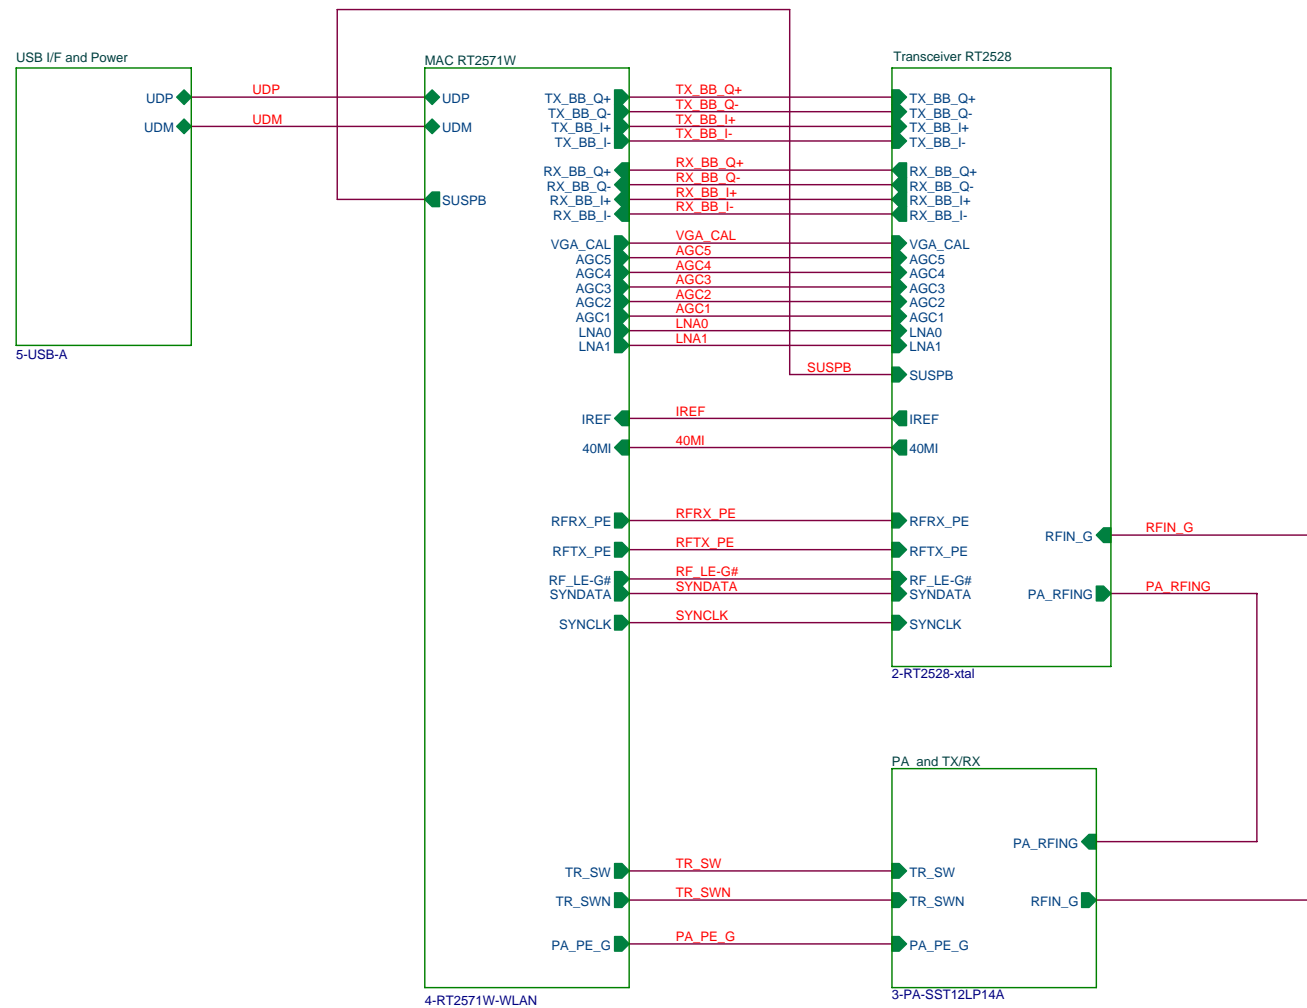 USB I/F and Power
UDP
UDM
5-USB-A
UDP
UDM
MAC RT2571W
UDP
UDM
SUSPB
TX_BB_Q+
TX_BB_Q-
TX_BB_I+
TX_BB_I-
RX_BB_Q+
RX_BB_Q-
RX_BB_I+
RX_BB_I-
VGA_CAL
AGC5
AGC4
AGC3
AGC2
AGC1
LNA0
LNA1
IREF
40MI
RFRX_PE
RFTX_PE
RF_LE-G#
SYNDATA
SYNCLK
TR_SW
TR_SWN
PA_PE_G
4-RT2571W-WLAN
TX_BB_Q+
TX_BB_Q-
TX_BB_I+
TX_BB_I-
RX_BB_Q+
RX_BB_Q-
RX_BB_I+
RX_BB_I-
VGA_CAL
AGC5
AGC4
AGC3
AGC2
AGC1
LNA0
LNA1
SUSPB
IREF
40MI
RFRX_PE
RFTX_PE
RF_LE-G#
SYNDATA
SYNCLK
TR_SW
TR_SWN
PA_PE_G
Transceiver RT2528
TX_BB_Q+
TX_BB_Q-
TX_BB_I+
TX_BB_I-
RX_BB_Q+
RX_BB_Q-
RX_BB_I+
RX_BB_I-
VGA_CAL
AGC5
AGC4
AGC3
AGC2
AGC1
LNA0
LNA1
SUSPB
IREF
40MI
RFRX_PE
RFTX_PE
RF_LE-G#
SYNDATA
SYNCLK
RFIN_G
PA_RFING
2-RT2528-xtal
RFIN_G
PA_RFING
PA and TX/RX
PA_RFING
TR_SW
TR_SWN
RFIN_G
PA_PE_G
3-PA-SST12LP14A